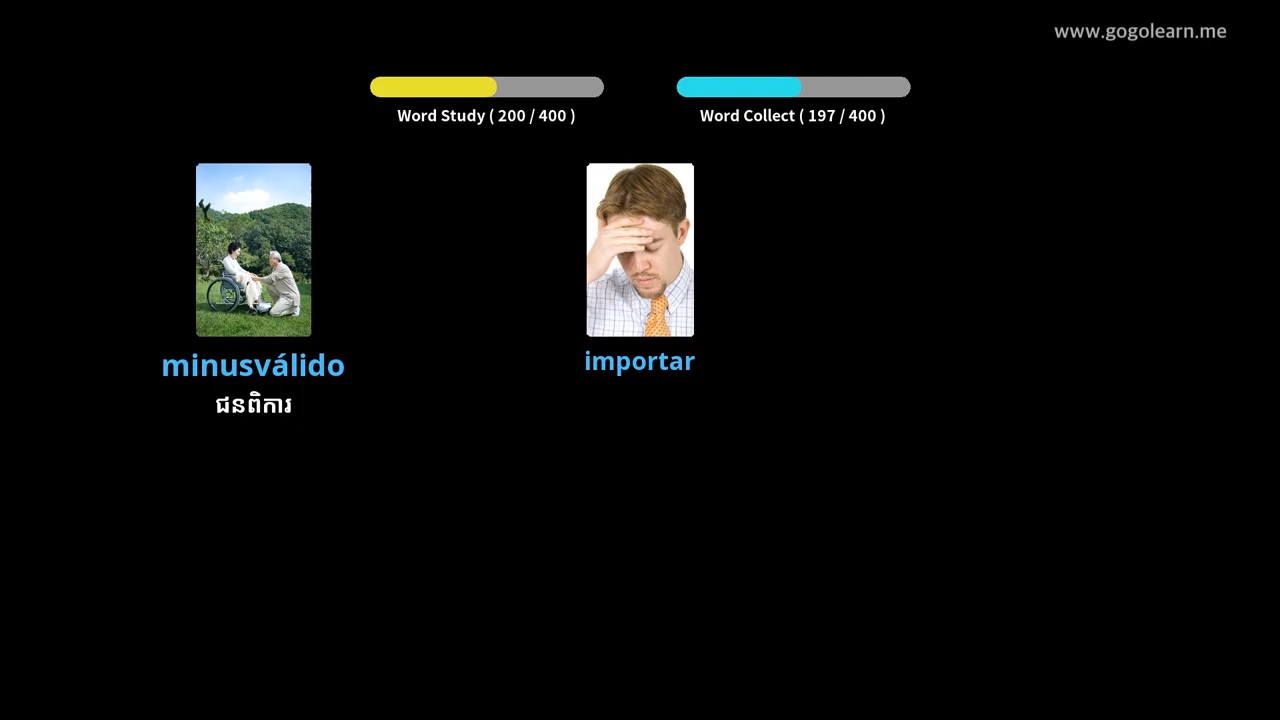 www.gogolearn.me
Word Study ( 200 / 400 )
Word Collect ( 197 / 400 )
minusválido
ជនពិការ
importar